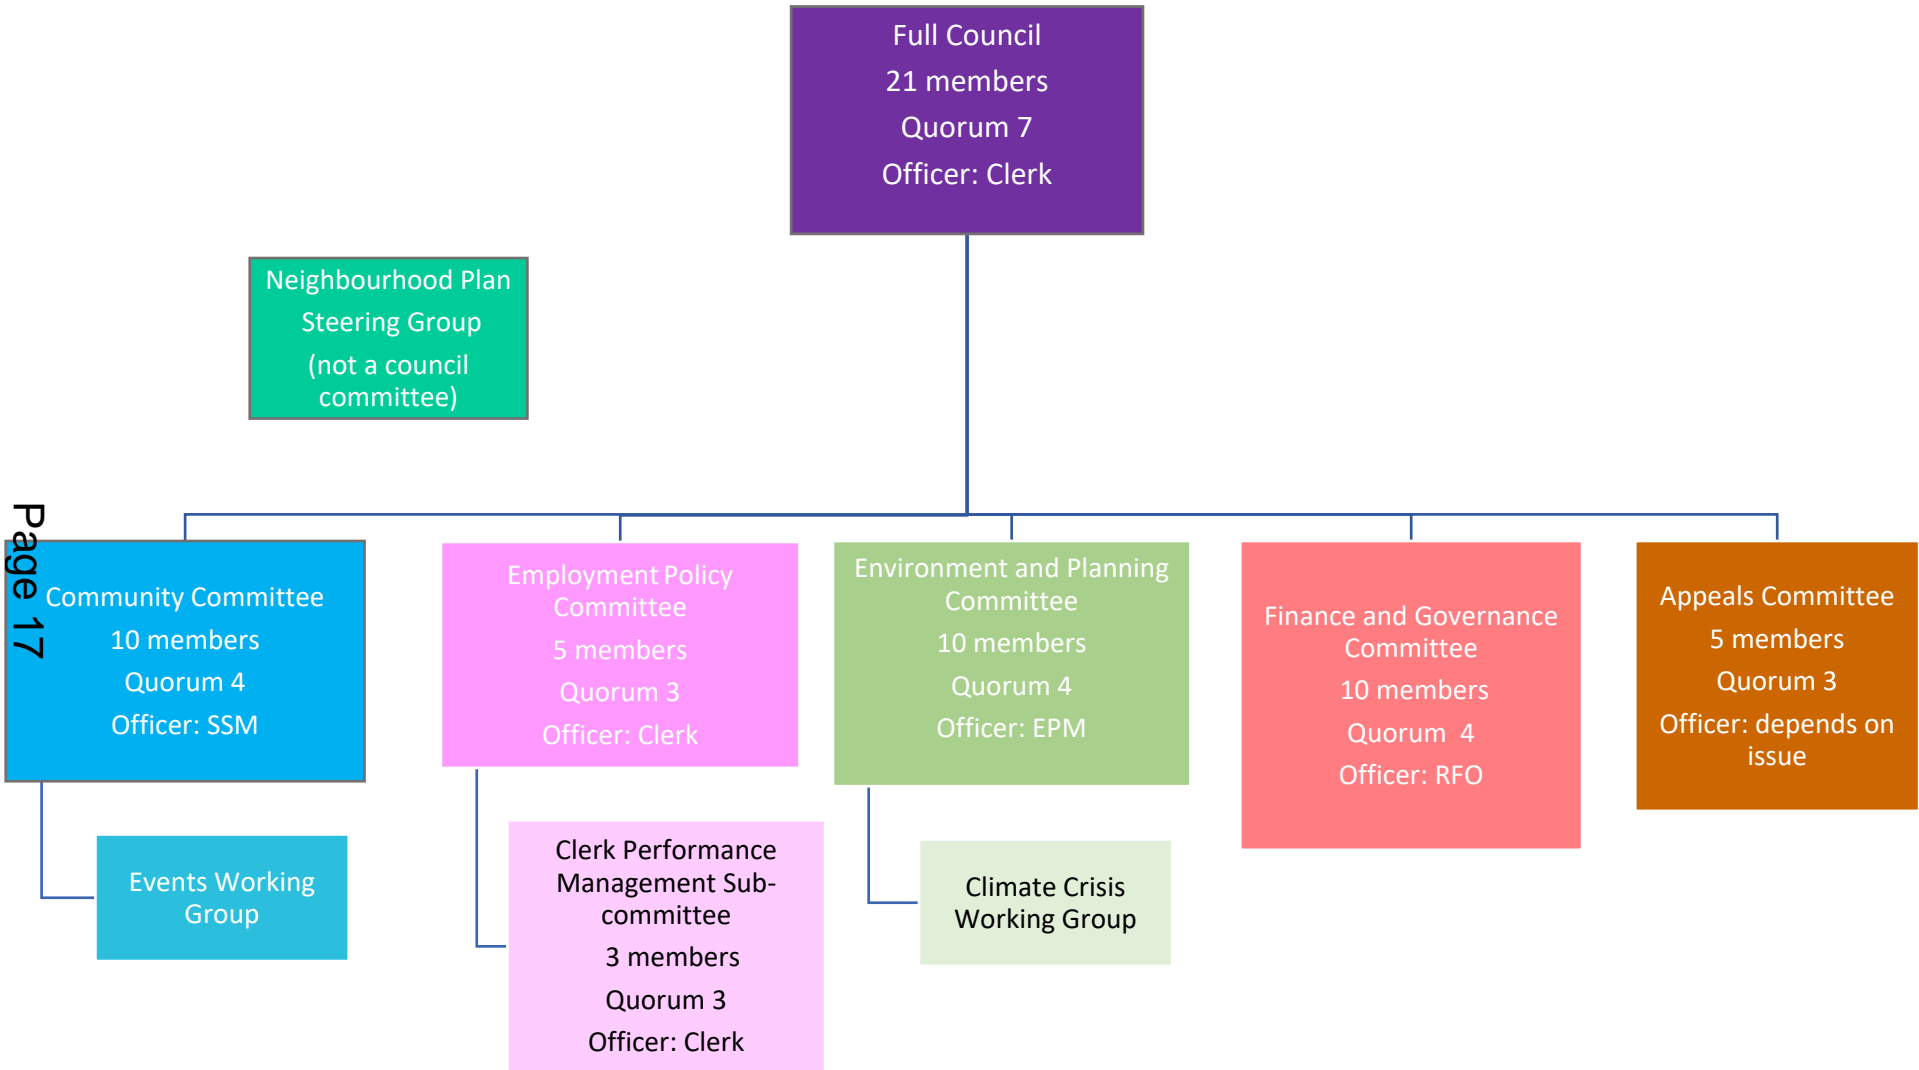 Full Council
21 members
Quorum 7
Officer: Clerk
Neighbourhood Plan
Steering Group
(not a council
committee)
Page 17
Community Committee
10 members
Quorum 4
Officer: SSM
Employment Policy
Committee
5 members
Quorum 3
Officer: Clerk
Environment and Planning
Committee
10 members
Quorum 4
Officer: EPM
Finance and Governance
Committee
10 members
Quorum 4
Officer: RFO
Appeals Committee
5 members
Quorum 3
Officer: depends on
issue
Events Working
Group
Clerk Performance
Management Sub-
committee
3 members
Quorum 3
Officer: Clerk
Climate Crisis
Working Group